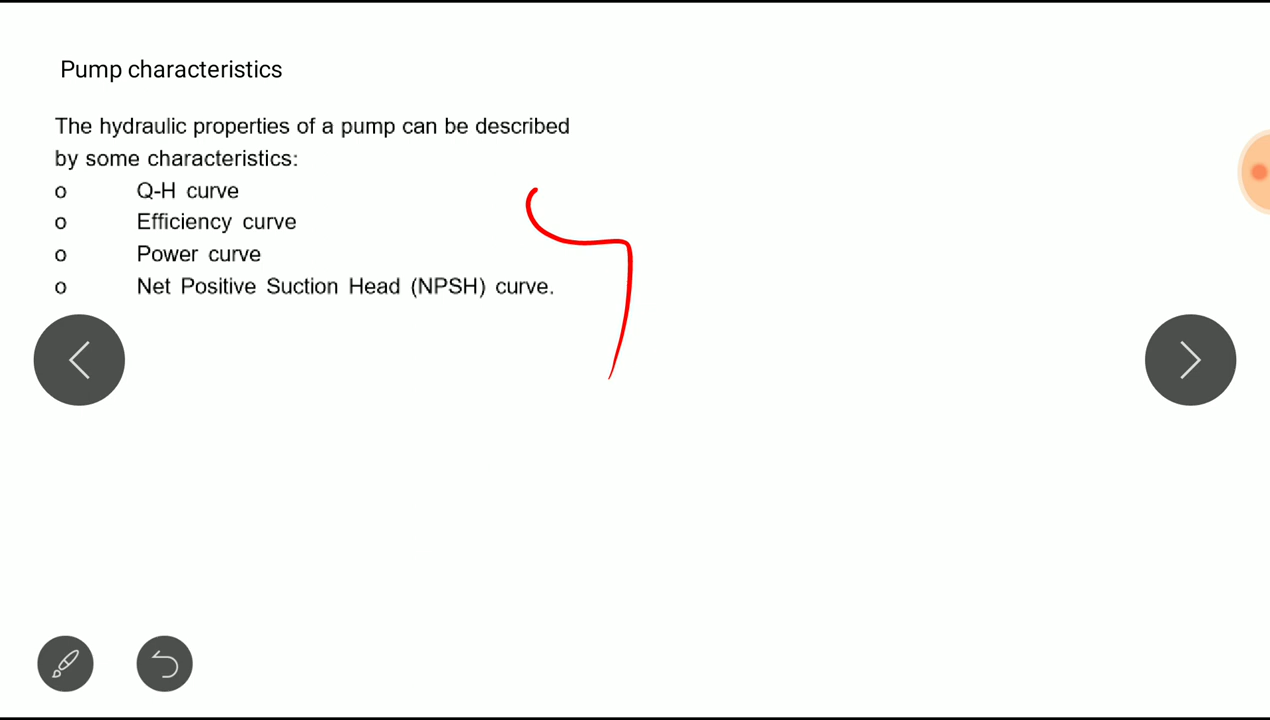 Pump characteristics
The hydraulic properties of a pump can be described
by some characteristics:
o Q-H curve
o Efficiency curve
o Power curve
o Net Positive Suction Head (NPSH) curve.